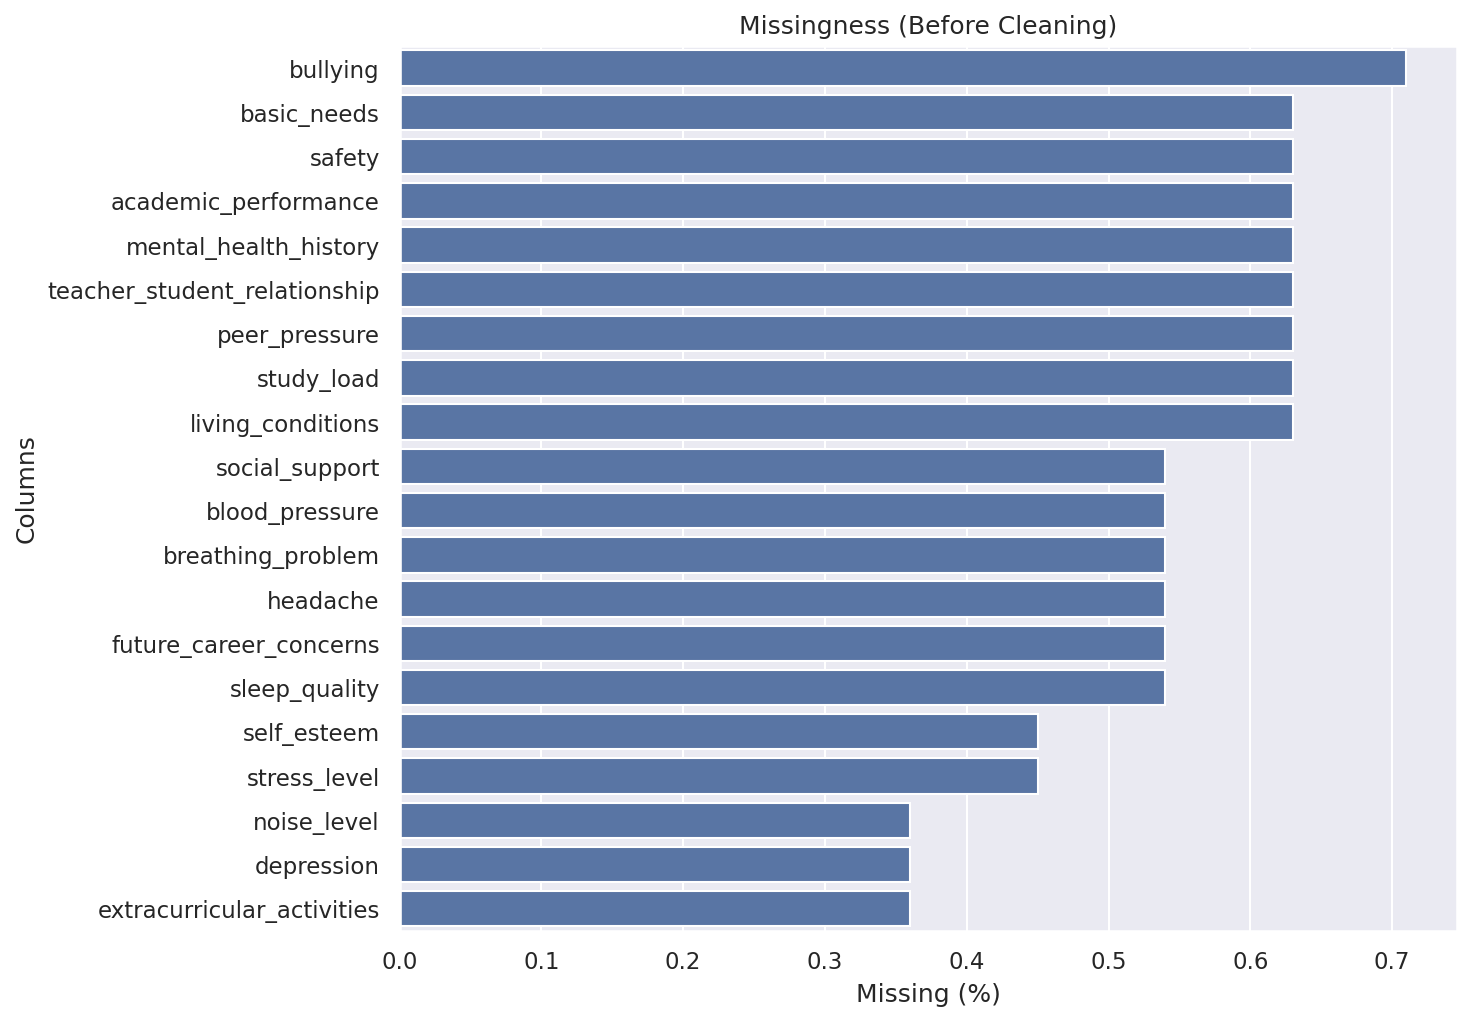 Missingness (Before Cleaning)
bullying
basic_needs
safety
academic_performance
mental_health_history
teacher_student_relationship
peer_pressure
study_load
living_conditions
social_support
blood_pressure
breathing_problem
headache
future_career_concerns
sleep_quality
self_esteem
stress_level
noise_level
depression
extracurricular_activities
Columns
0.0 0.1 0.2 0.3 0.4 0.5 0.6 0.7
Missing (%)